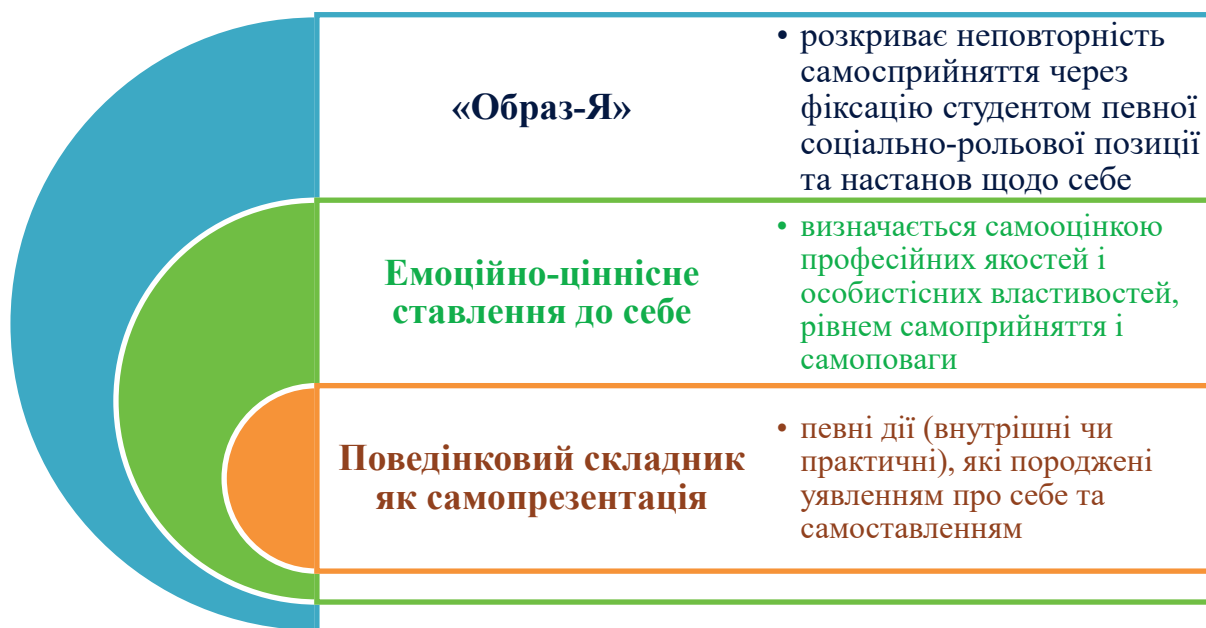 «Образ-Я»
• розкриває неповторність
самосприйняття через
фіксацію студентом певної
соціально-рольової позиції
та настанов щодо себе
Емоційно-ціннісне
ставлення до себе
• визначається самооцінкою
професійних якостей і
особистісних властивостей,
рівнем самоприйняття і
самоповаги
Поведінковий складник
як самопрезентація
• певні дії (внутрішні чи
практичні), які породжені
уявленням про себе та
самоставленням